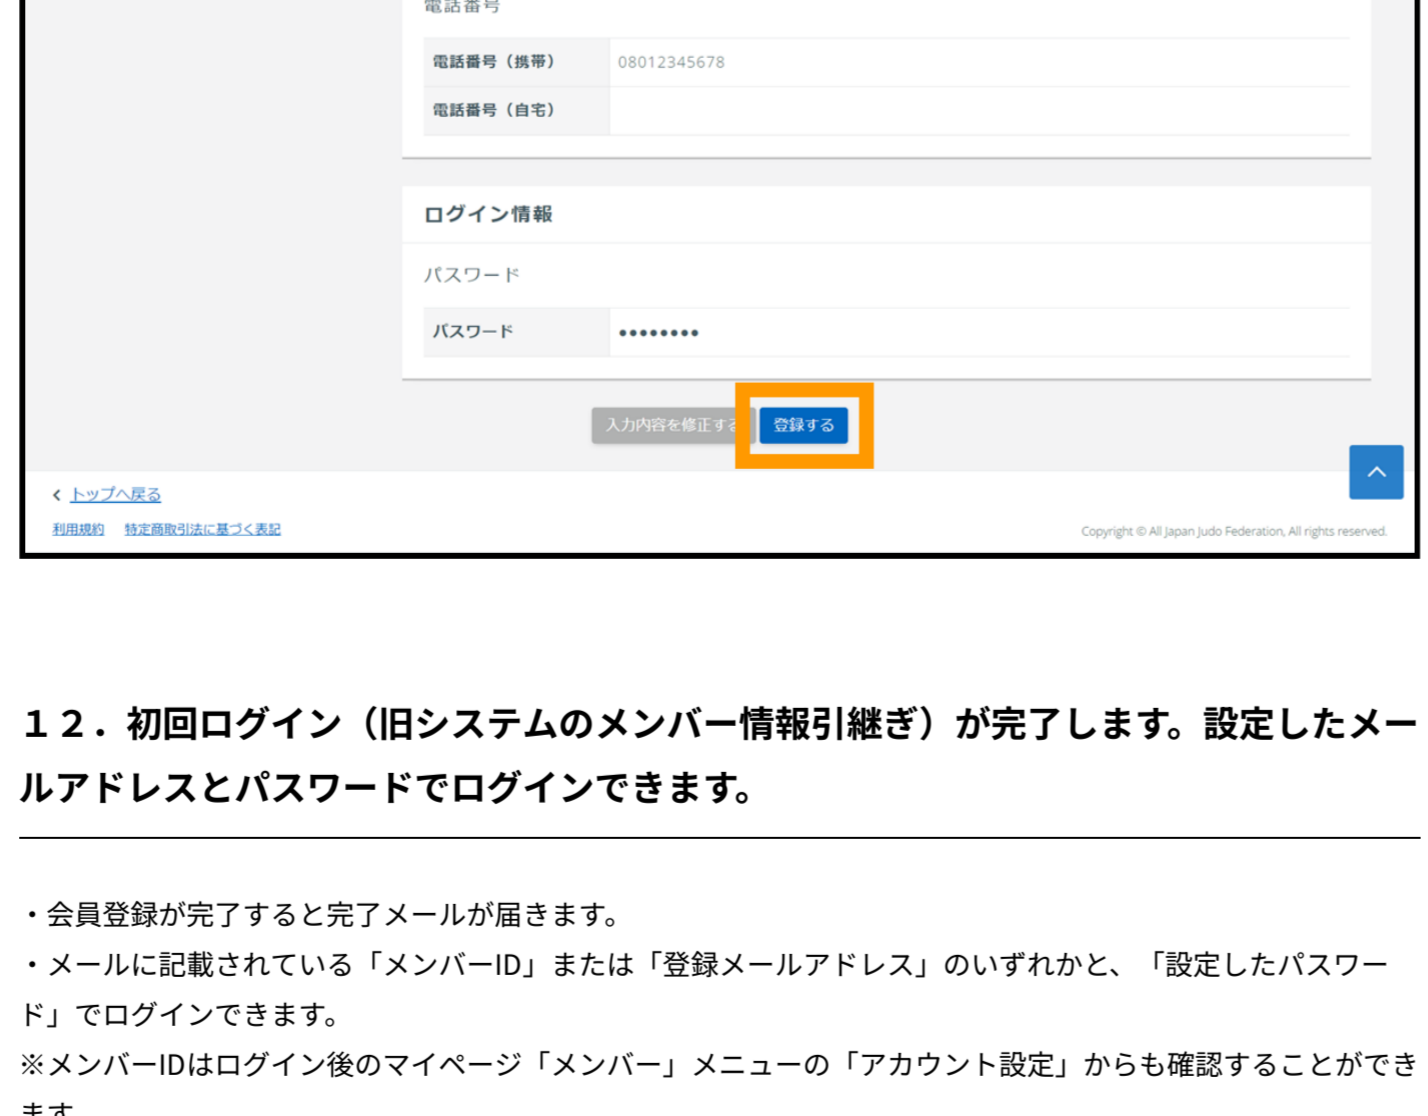 電話番号
電話番号（携帯） 08012345678
電話番号（自宅）
ログイン情報
パスワード
パスワード ••••••••
入力内容を修正する 登録する
トップへ戻る
利用規約 特定商取引法に基づく表記
Copyright © All Japan Judo Federation, All rights reserved.
１２．初回ログイン（旧システムのメンバー情報引継ぎ）が完了します。設定したメー
ルアドレスとパスワードでログインできます。
・会員登録が完了すると完了メールが届きます。
・メールに記載されている「メンバーID」または「登録メールアドレス」のいずれかと、「設定したパスワー
ド」でログインできます。
※メンバーIDはログイン後のマイページ「メンバー」メニューの「アカウント設定」からも確認することができ
ます